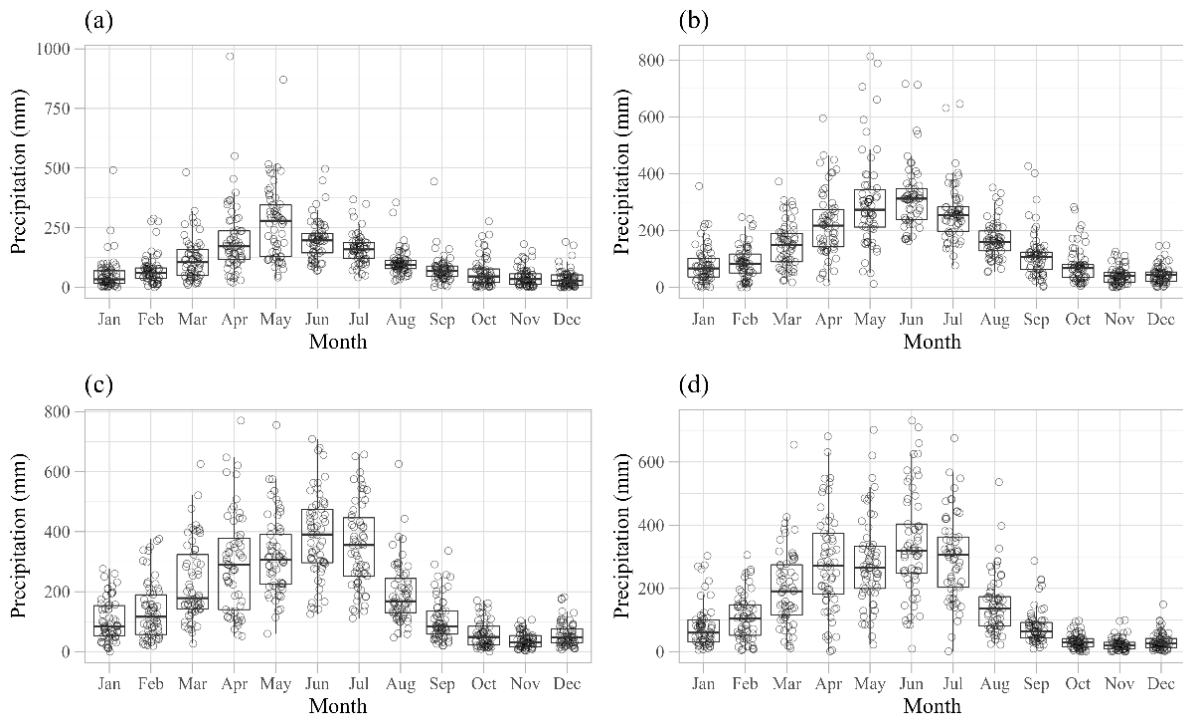 (a)
Precipitation (mm)
1000
750
500
250
0
Jan Feb Mar Apr May Jun Jul Aug Sep Oct Nov Dec
Month
(b)
Precipitation (mm)
800
600
400
200
0
Jan Feb Mar Apr May Jun Jul Aug Sep Oct Nov Dec
Month
(c)
Precipitation (mm)
800
600
400
200
0
Jan Feb Mar Apr May Jun Jul Aug Sep Oct Nov Dec
Month
(d)
Precipitation (mm)
600
400
200
0
Jan Feb Mar Apr May Jun Jul Aug Sep Oct Nov Dec
Month